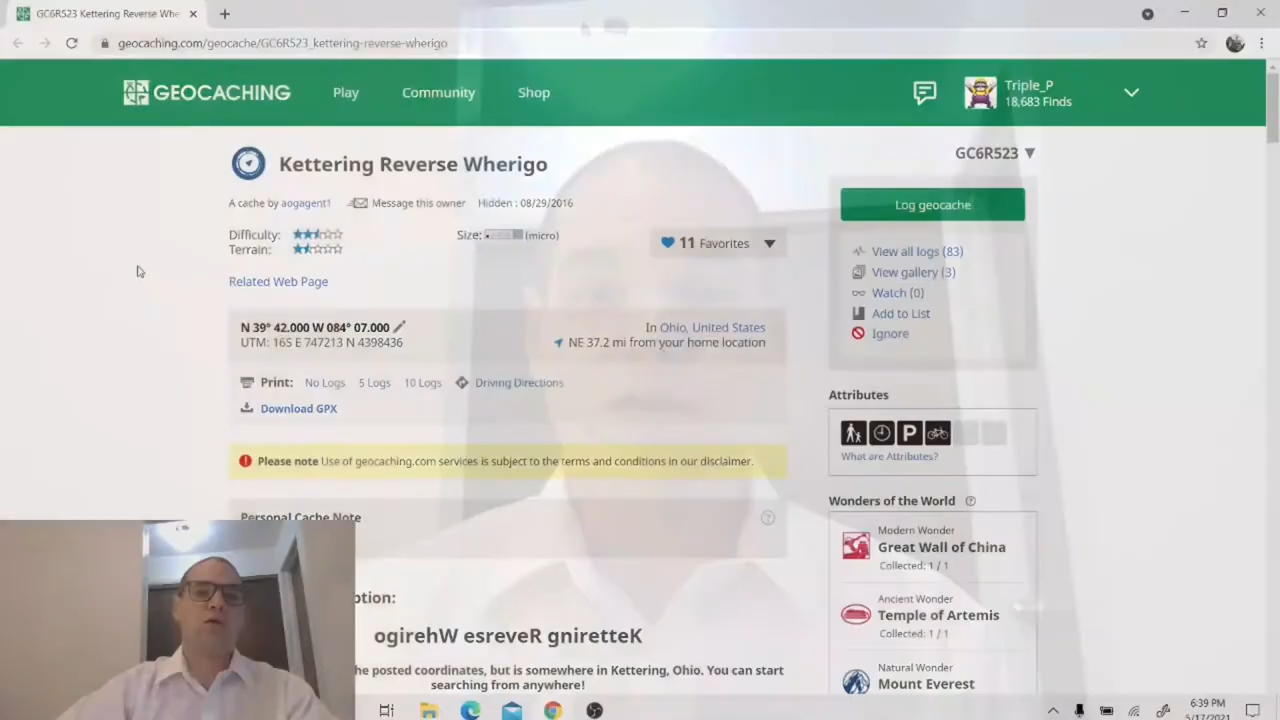 GC6R523 Kettering Reverse Whe
geocaching.com/geocache/GC6R523_kettering-reverse-wherigo
GEOCACHING
Play
Community
Shop
Triple_P
18,683 Finds
Kettering Reverse Wherigo
GC6R523
A cache by aogagent1
Message this owner
Hidden : 08/29/2016
Log geocache
Difficulty:
Terrain:
Size:
(micro)
11 Favorites
View all logs (83)
View gallery (3)
Watch (0)
Add to List
Ignore
Related Web Page
N 39° 42.000 W 084° 07.000
UTM: 16S E 747213 N 4398436
In Ohio, United States
NE 37.2 mi from your home location
Print: No Logs 5 Logs 10 Logs Driving Directions
Download GPX
Attributes
P
What are Attributes?
Please note Use of geocaching.com services is subject to the terms and conditions in our disclaimer.
Personal Cache Note
Wonders of the World
Modern Wonder
Great Wall of China
Collected: 1 / 1
Ancient Wonder
Temple of Artemis
Collected: 1 / 1
Natural Wonder
Mount Everest
ption:
ogirehW esreveR gnirетteK
he posted coordinates, but is somewhere in Kettering, Ohio. You can start
searching from anywhere!
6:39 PM
5/17/2021